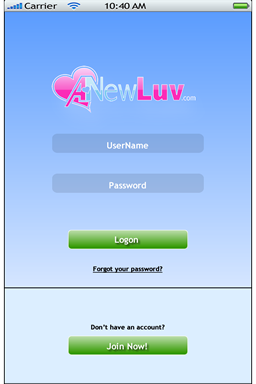 Carrier 10:40 AM
ANewLuv.com
UserName
Password
Logon
Forgot your password?
Don't have an account?
Join Now!